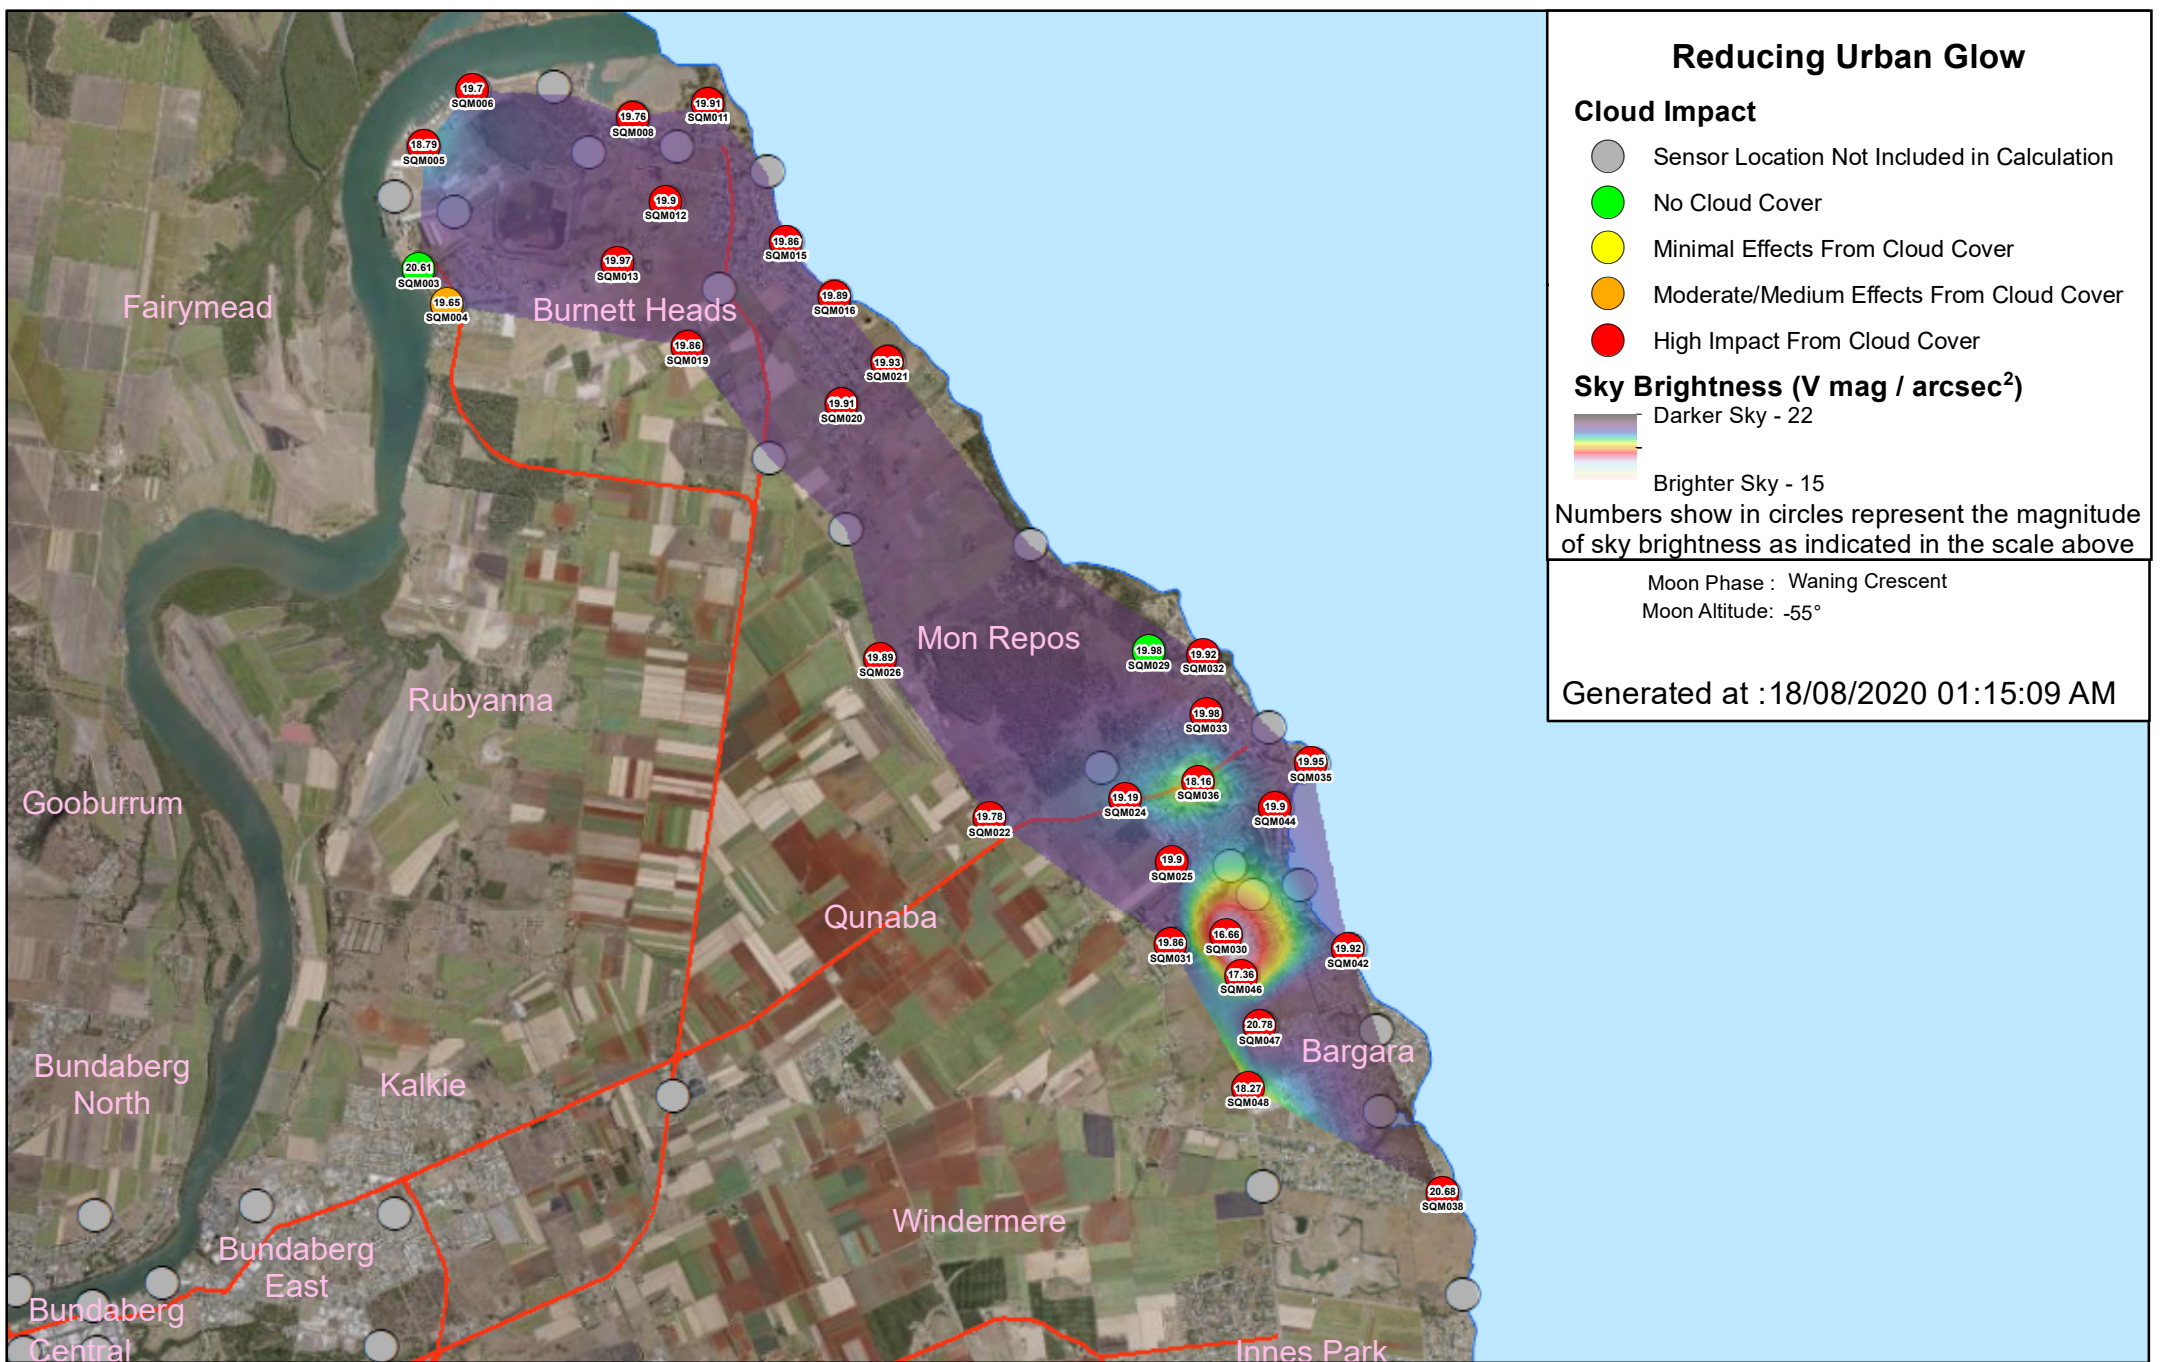 Reducing Urban Glow
Cloud Impact
Sensor Location Not Included in Calculation
No Cloud Cover
Minimal Effects From Cloud Cover
Moderate/Medium Effects From Cloud Cover
High Impact From Cloud Cover
Sky Brightness (V mag / arcsec²)
Darker Sky - 22
Brighter Sky - 15
Numbers show in circles represent the magnitude
of sky brightness as indicated in the scale above
Moon Phase : Waning Crescent
Moon Altitude: -55°
Generated at :18/08/2020 01:15:09 AM
19.7
SQM006
19.91
SQM011
19.76
SQM008
18.79
SQM005
19.9
SQM012
19.86
SQM015
19.97
SQM013
20.61
SQM003
19.65
SQM004
19.89
SQM016
Fairymead
Burnett Heads
19.86
SQM019
19.93
SQM021
19.91
SQM020
Mon Repos
19.98
SQM029
19.92
SQM032
19.89
SQM026
Rubyanna
19.98
SQM033
19.95
SQM035
18.16
SQM036
19.19
SQM024
19.9
SQM044
Gooburrum
19.78
SQM022
19.9
SQM025
Qunaba
16.66
SQM030
19.86
SQM031
19.92
SQM042
17.36
SQM046
20.78
SQM047
Bargara
Bundaberg
North
Kalkie
18.27
SQM048
20.68
SQM038
Windermere
Bundaberg
East
Bundaberg
Central
Innes Park